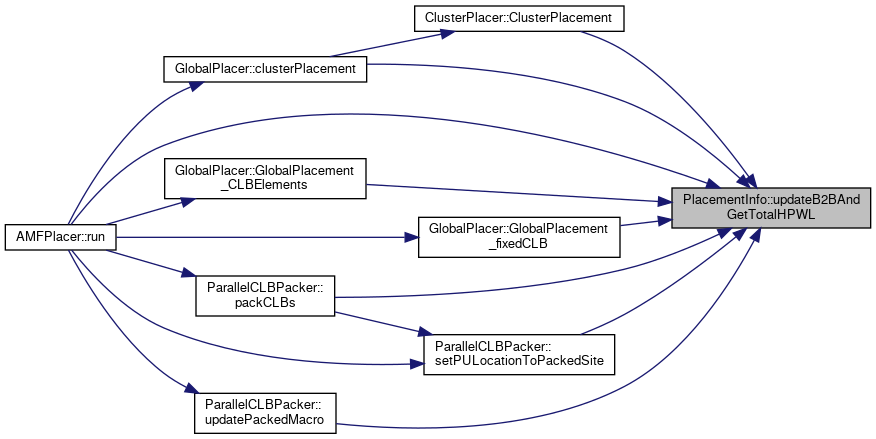 ClusterPlacer::ClusterPlacement
GlobalPlacer::clusterPlacement
GlobalPlacer::GlobalPlacement
_CLBElements
PlacementInfo::updateB2BAnd
GetTotalHPWL
AMFPlacer::run
GlobalPlacer::GlobalPlacement
_fixedCLB
ParallelCLBPacker::
packCLBs
ParallelCLBPacker::
setPULocationToPackedSite
ParallelCLBPacker::
updatePackedMacro